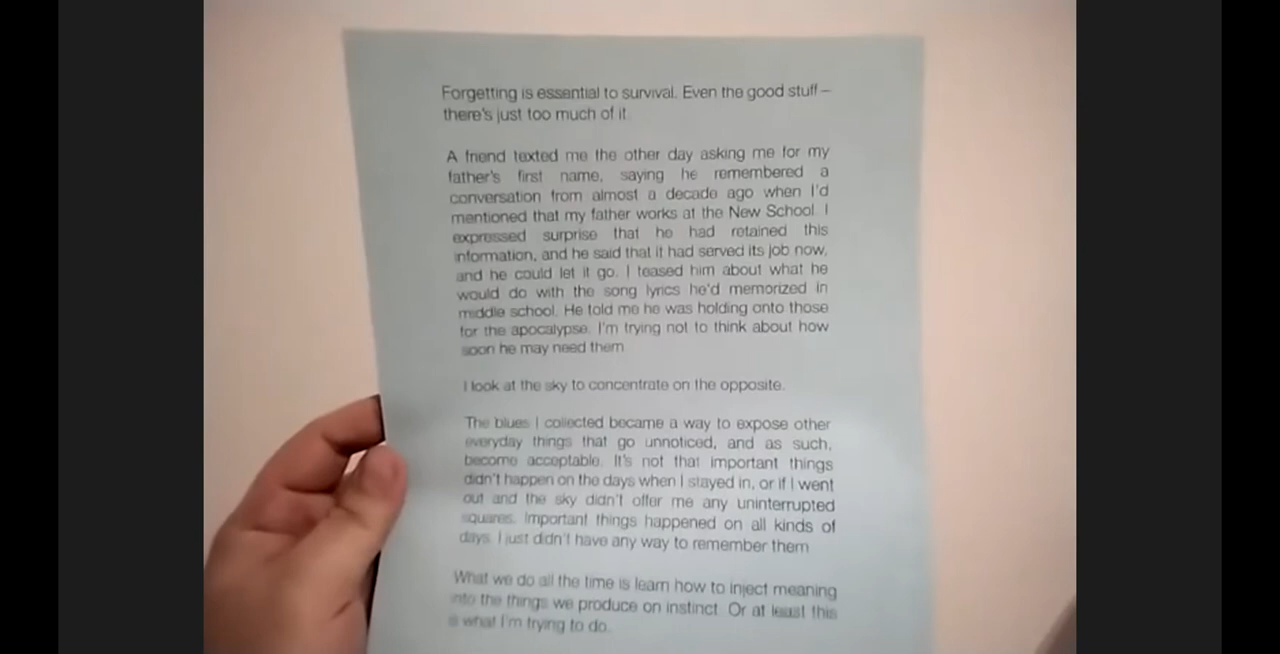 Forgetting is essential to survival. Even the good stuff –
there's just too much of it.
A friend texted me the other day asking me for my
father's first name, saying he remembered a
conversation from almost a decade ago when I'd
mentioned that my father works at the New School. I
expressed surprise that he had retained this
information, and he said that it had served its job now,
and he could let it go. I teased him about what he
would do with the song lyrics he'd memorized in
middle school. He told me he was holding onto those
for the apocalypse. I'm trying not to think about how
soon he may need them.
I look at the sky to concentrate on the opposite.
The blues I collected became a way to expose other
everyday things that go unnoticed, and as such,
become acceptable. It's not that important things
didn't happen on the days when I stayed in, or if I went
out and the sky didn't offer me any uninterrupted
squares. Important things happened on all kinds of
days. I just didn't have any way to remember them.
What we do all the time is learn how to inject meaning
into the things we produce on instinct. Or at least this
is what I'm trying to do.